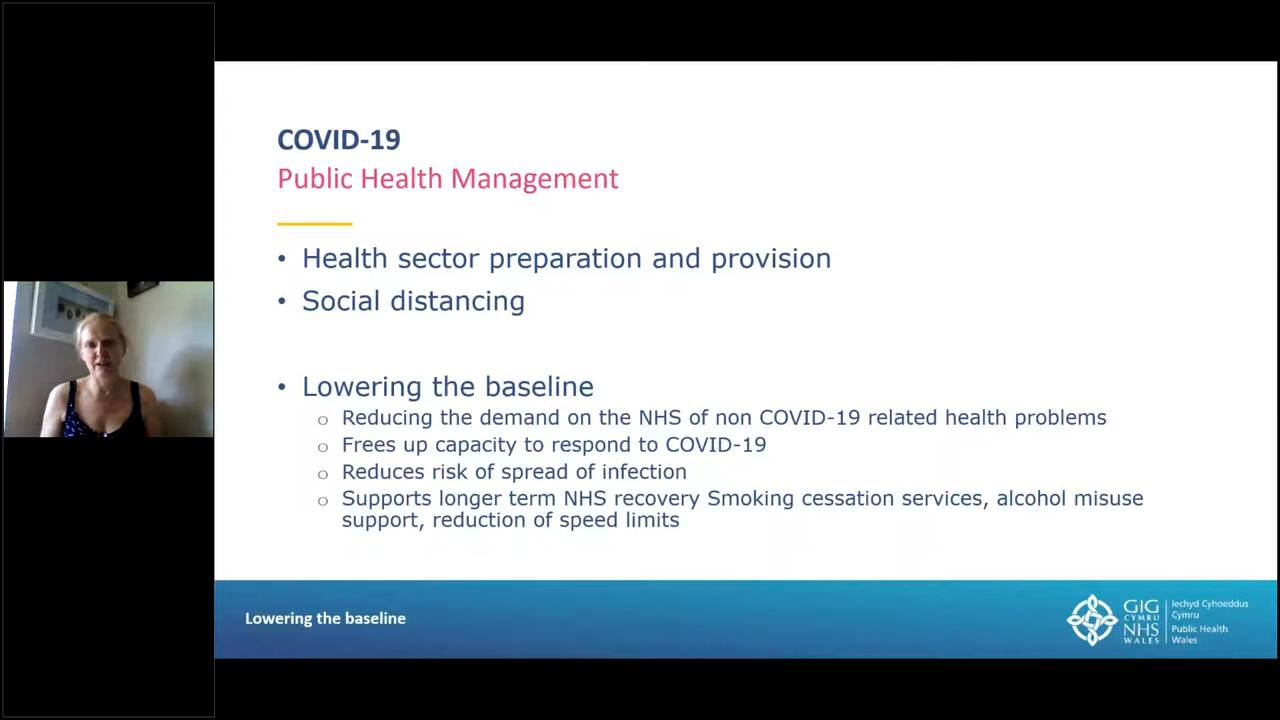 COVID-19
Public Health Management
• Health sector preparation and provision
• Social distancing
• Lowering the baseline
o Reducing the demand on the NHS of non COVID-19 related health problems
o Frees up capacity to respond to COVID-19
o Reduces risk of spread of infection
o Supports longer term NHS recovery Smoking cessation services, alcohol misuse
support, reduction of speed limits
Lowering the baseline
GIG
CYMRU
NHS
WALES
Iechyd Cyhoeddus
Cymru
Public Health
Wales